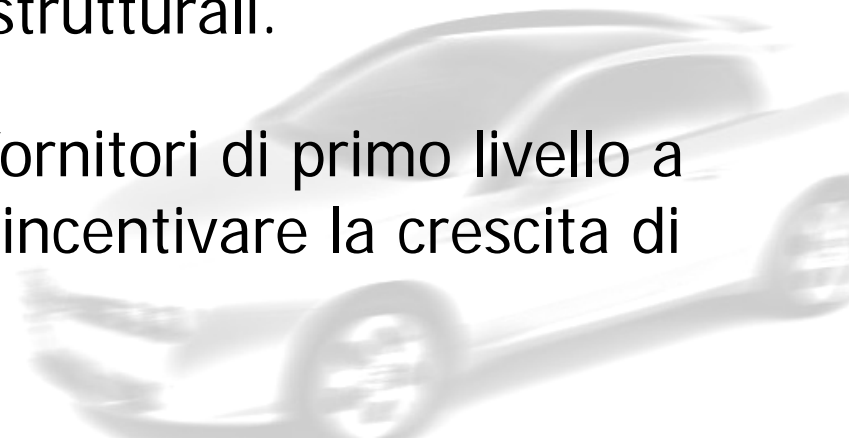 strutturali.
fornitori di primo livello a
incentivare la crescita di